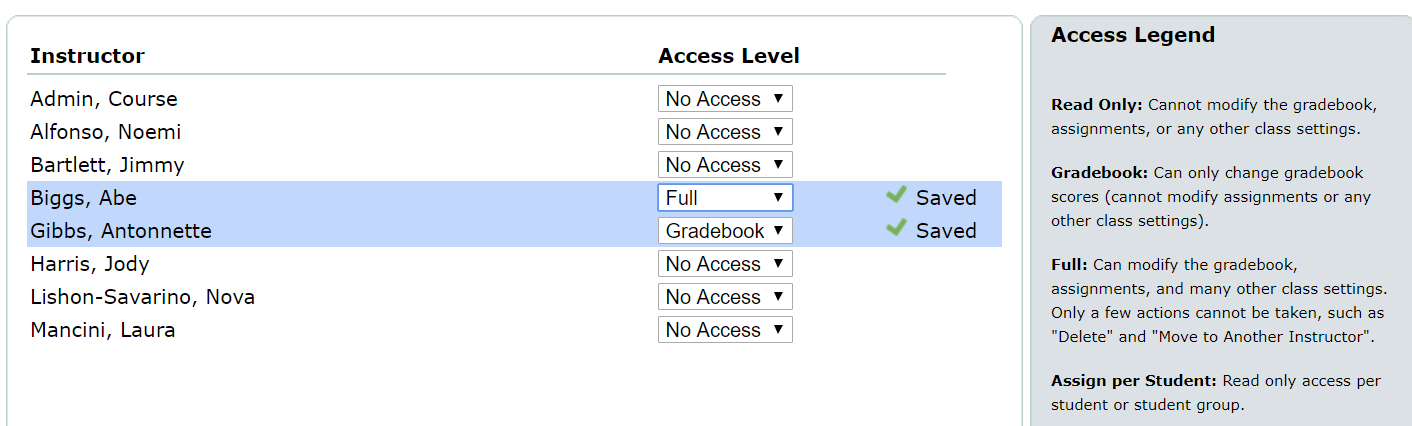 Instructor Access Level
Admin, Course No Access
Alfonso, Noemi No Access
Bartlett, Jimmy No Access
Biggs, Abe Full Saved
Gibbs, Antonnette Gradebook Saved
Harris, Jody No Access
Lishon-Savarino, Nova No Access
Mancini, Laura No Access
Access Legend
Read Only: Cannot modify the gradebook,
assignments, or any other class settings.
Gradebook: Can only change gradebook
scores (cannot modify assignments or any
other class settings).
Full: Can modify the gradebook,
assignments, and many other class settings.
Only a few actions cannot be taken, such as
"Delete" and "Move to Another Instructor".
Assign per Student: Read only access per
student or student group.